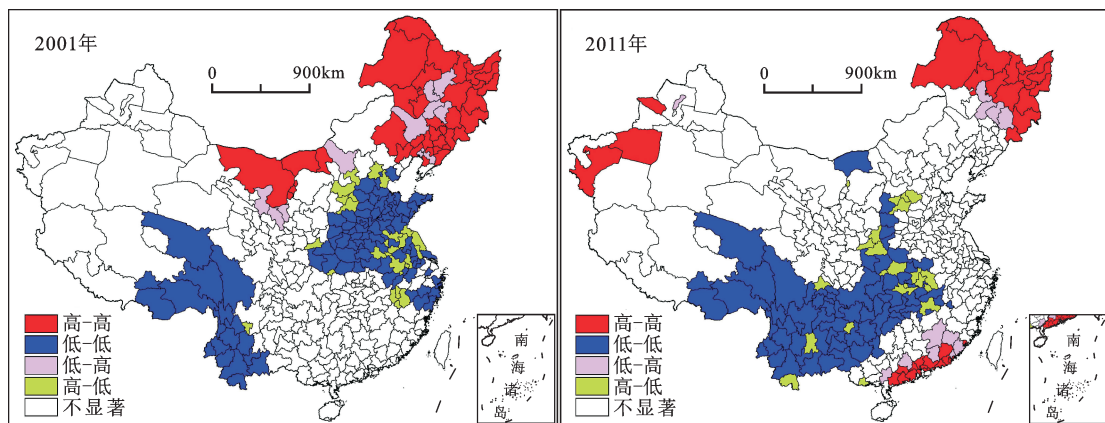 2001年
0 900km
高-高
低-低
低-高
高-低
不显著
南
海
诸
岛
2011年
0 900km
高-高
低-低
低-高
高-低
不显著
南
海
诸
岛